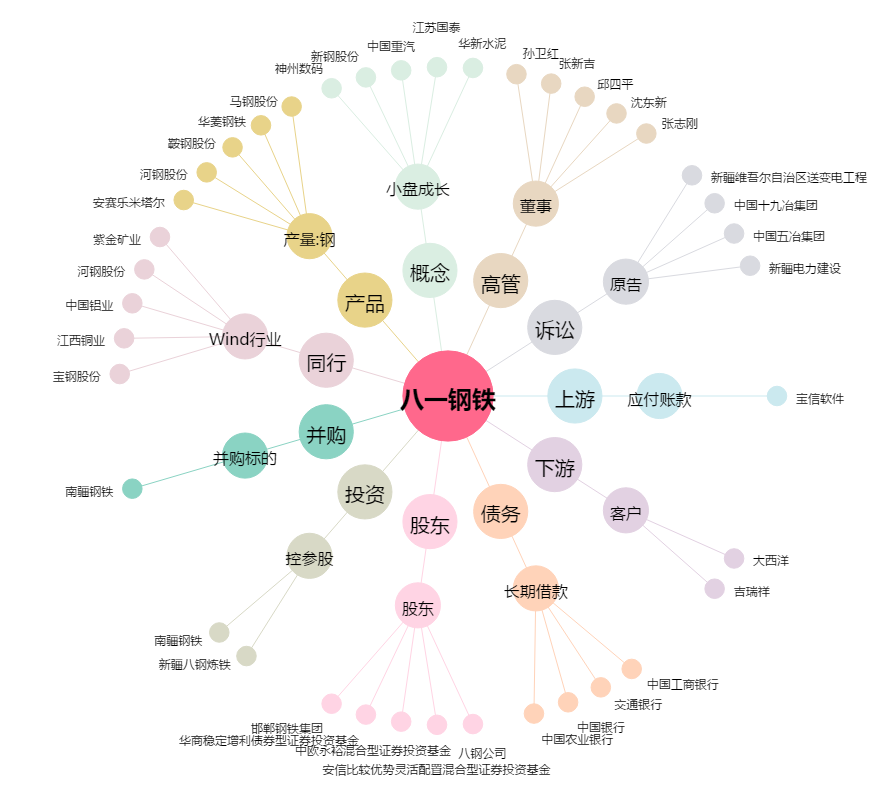 江苏国泰
华新水泥
中国重汽
新钢股份
神州数码
孙卫红
张新吉
邱四平
沈东新
张志刚
马钢股份
华菱钢铁
鞍钢股份
河钢股份
安赛乐米塔尔
小盘成长
董事
新疆维吾尔自治区送变电工程
中国十九冶集团
中国五冶集团
新疆电力建设
紫金矿业
河钢股份
中国铝业
江西铜业
宝钢股份
产量:钢
概念
高管
原告
产品
诉讼
Wind行业
同行
八一钢铁
上游
应付账款
宝信软件
并购
并购标的
南疆钢铁
下游
客户
大西洋
吉瑞祥
投资
股东
债务
控参股
长期借款
股东
南疆钢铁
新疆八钢炼铁
中国工商银行
交通银行
中国银行
中国农业银行
邯郸钢铁集团
华商稳定增利债券型证券投资基金
中欧永裕混合型证券投资基金
八钢公司
安信比较优势灵活配置混合型证券投资基金